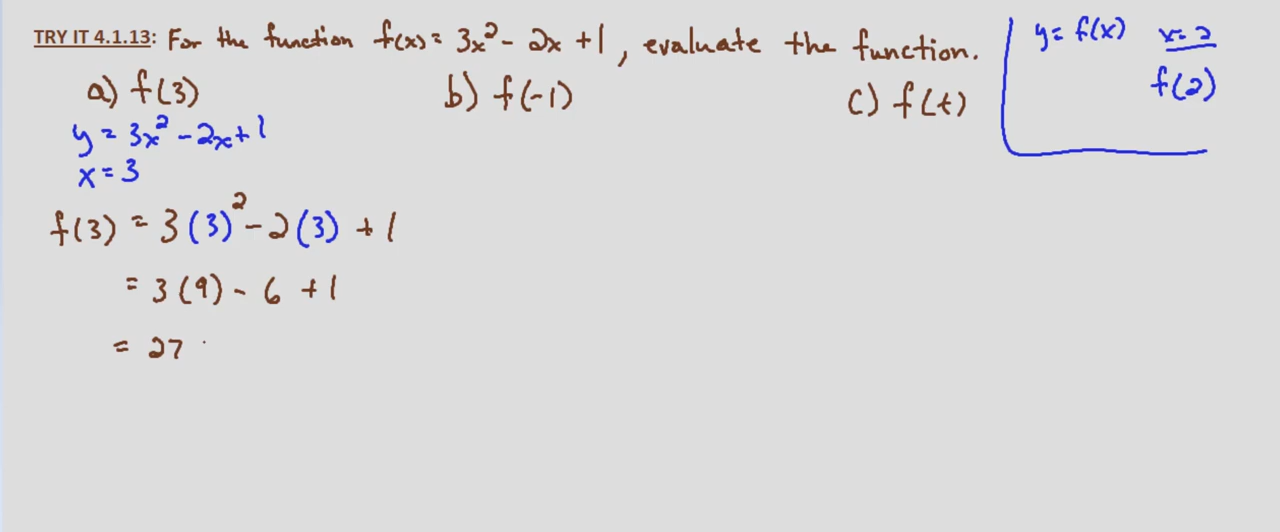 TRY IT 4.1.13: For the function f(x) = 3x² - 2x + 1, evaluate the function.
a) f(3) b) f(-1) c) f(t)
y = 3x² - 2x + 1
x = 3
f(3) = 3(3)² - 2(3) + 1
= 3(9) - 6 + 1
= 27
y = f(x) x = 2
f(2)